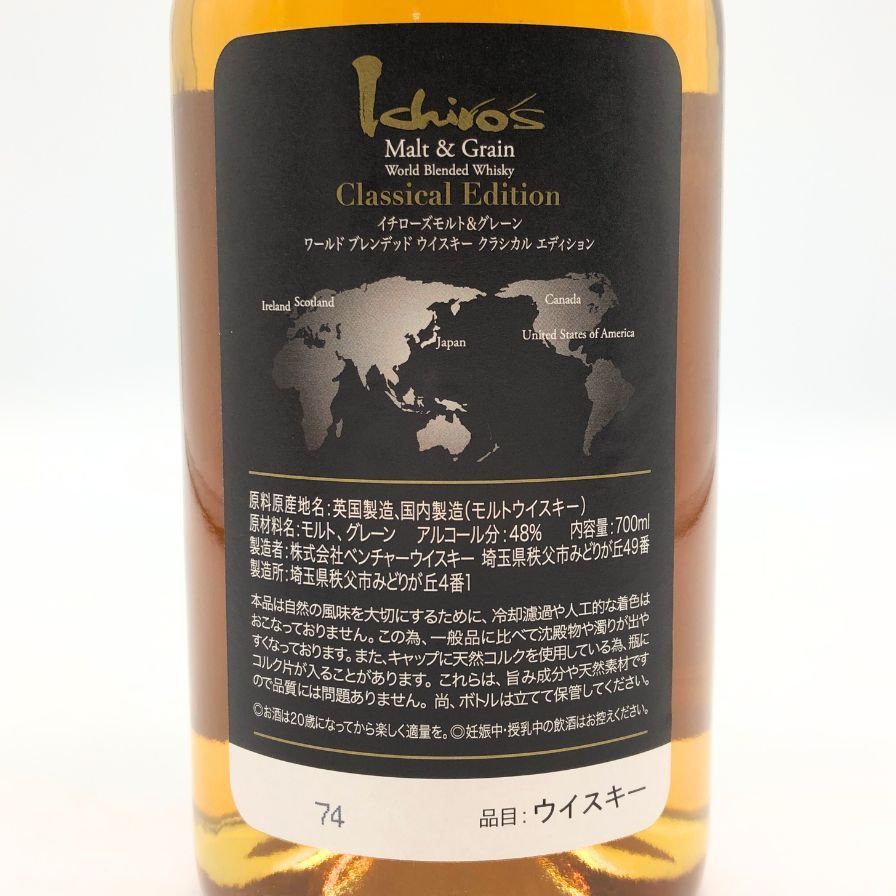 Ichiro's
Malt & Grain
World Blended Whisky
Classical Edition
イチローズモルト&グレーン
ワールド ブレンデッド ウイスキー クラシカル エディション
Ireland Scotland
Canada
Japan
United States of America
原料原産地名：英国製造、国内製造（モルトウイスキー）
原材料名：モルト、グレーン　アルコール分：48%　内容量：700ml
製造者：株式会社ベンチャーウイスキー 埼玉県秩父市みどりが丘49番
製造所：埼玉県秩父市みどりが丘4番1
本品は自然の風味を大切にするために、冷却濾過や人工的な着色は
おこなっておりません。この為、一般品に比べて沈殿物や濁りが出や
すくなっております。また、キャップに天然コルクを使用している為、瓶に
コルク片が入ることがあります。これらは、旨み成分や天然素材です
ので品質には問題ありません。尚、ボトルは立てて保管してください。
◎お酒は20歳になってから楽しく適量を。◎妊娠中・授乳中の飲酒はお控えください。
74
品目：ウイスキー